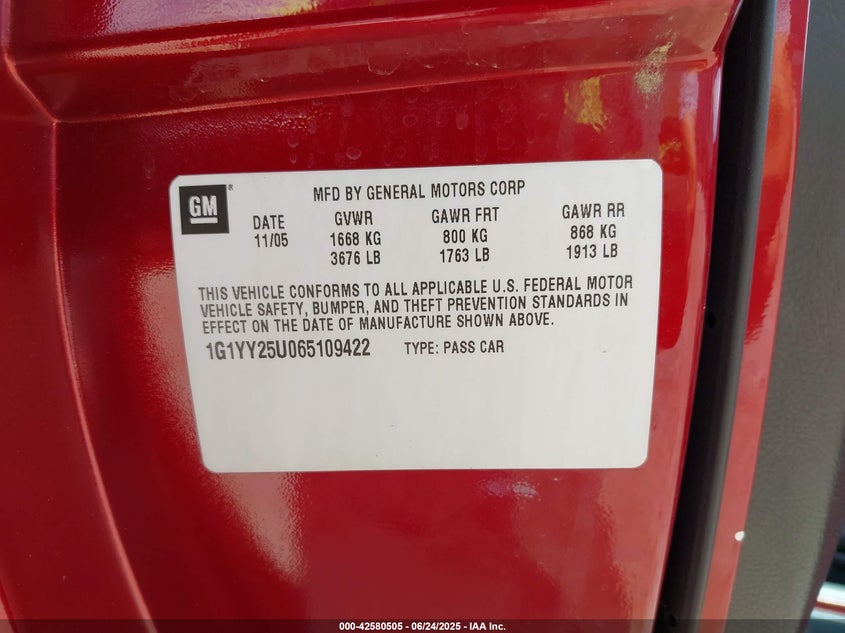 GM®
MFD BY GENERAL MOTORS CORP
DATE GVWR GAWR FRT GAWR RR
11/05 1668 KG 800 KG 868 KG
3676 LB 1763 LB 1913 LB
THIS VEHICLE CONFORMS TO ALL APPLICABLE U.S. FEDERAL MOTOR
VEHICLE SAFETY, BUMPER, AND THEFT PREVENTION STANDARDS IN
EFFECT ON THE DATE OF MANUFACTURE SHOWN ABOVE.
1G1YY25U065109422 TYPE: PASS CAR
000-42580505 - 06/24/2025 - IAA Inc.